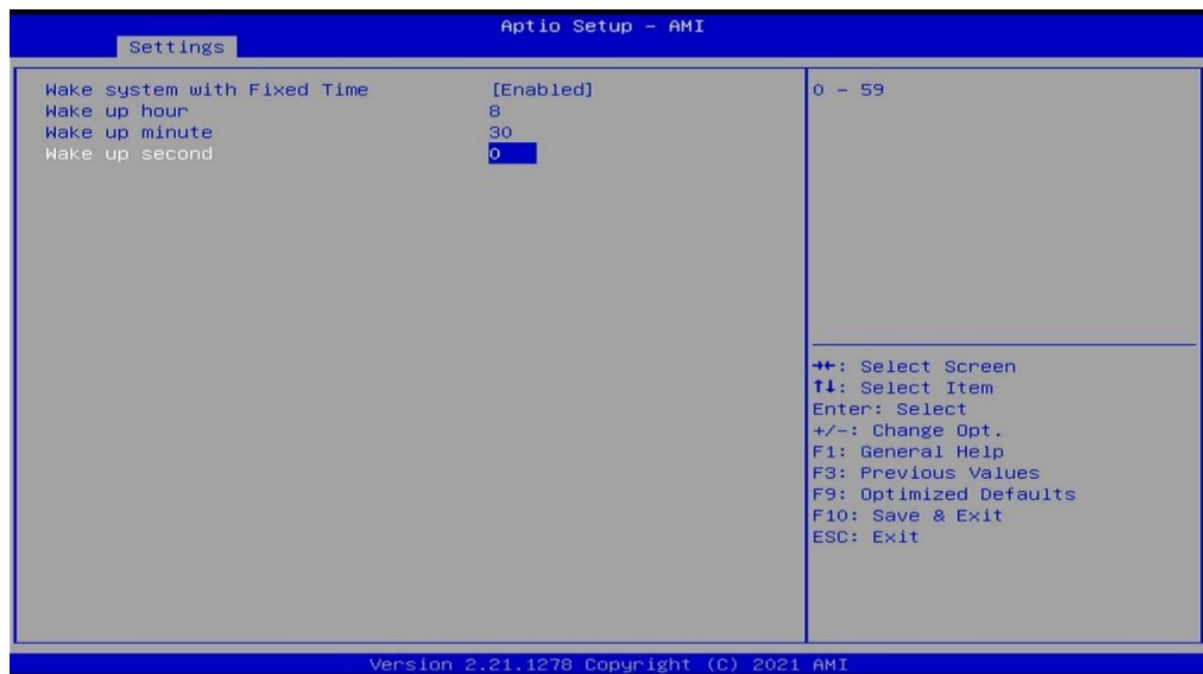 Aptio Setup – AMI
Settings
Wake system with Fixed Time [Enabled]
Wake up hour 8
Wake up minute 30
Wake up second 0
0 – 59
→←: Select Screen
↑↓: Select Item
Enter: Select
+/-: Change Opt.
F1: General Help
F3: Previous Values
F9: Optimized Defaults
F10: Save & Exit
ESC: Exit
Version 2.21.1278 Copyright (C) 2021 AMI